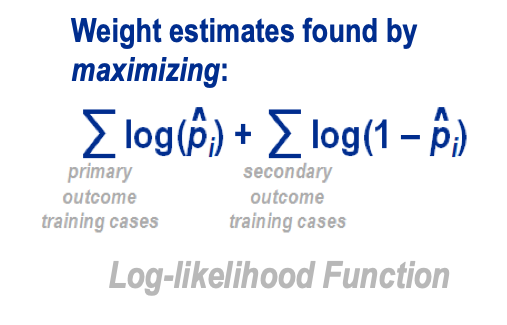 Weight estimates found by
maximizing:
∑ log(p̂ᵢ) + ∑ log(1 – p̂ᵢ)
primary secondary
outcome outcome
training cases training cases
Log-likelihood Function